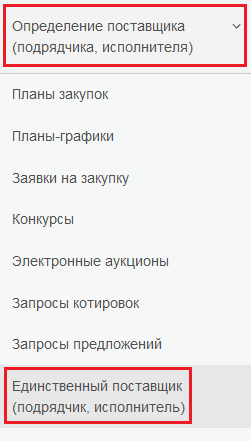 Определение поставщика
(подрядчика, исполнителя)
Планы закупок
Планы-графики
Заявки на закупку
Конкурсы
Электронные аукционы
Запросы котировок
Запросы предложений
Единственный поставщик
(подрядчик, исполнитель)